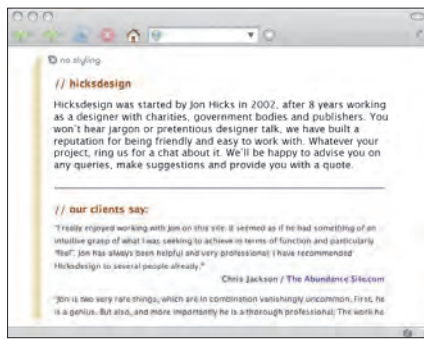 no styling
// hicksdesign
Hicksdesign was started by Jon Hicks in 2002, after 8 years working
as a designer with charities, government bodies and publishers. You
won't hear jargon or pretentious designer talk, we have built a
reputation for being friendly and easy to work with. Whatever your
project, ring us for a chat about it. We'll be happy to advise you on
any queries, make suggestions and provide you with a quote.
// our clients say:
"I really enjoyed working with Jon on this site. It seemed as if he had something of an
intuitive grasp of what I was seeking to achieve in terms of function and particularly
"feel". Jon has always been helpful and very professional; I have recommended
Hicksdesign to several people already."
Chris Jackson / The Abundance Site.com
"Jon is two very rare things, which are in combination vanishingly uncommon. First, he
is a genius. But also, and more importantly he is a thorough professional. The work he